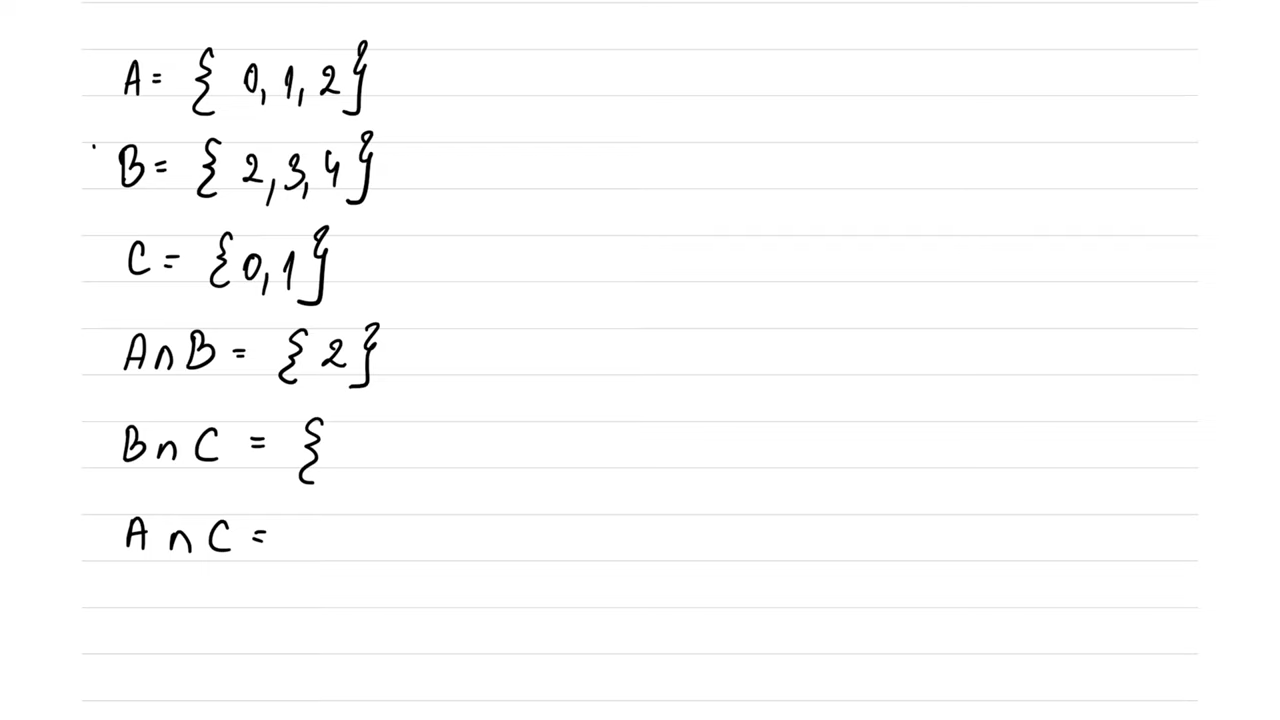 A = { 0, 1, 2 }
B = { 2, 3, 4 }
C = { 0, 1 }
A ∩ B = { 2 }
B ∩ C = {
A ∩ C =